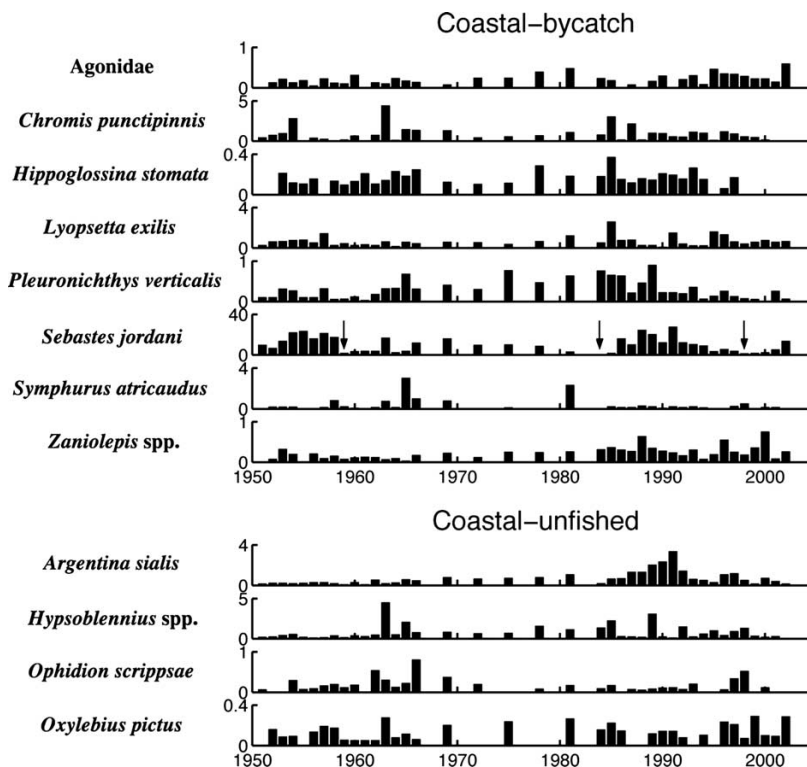 Coastal–bycatch
Agonidae 1 0
Chromis punctipinnis 5 0
Hippoglossina stomata 0.4 0
Lyopsetta exilis 4 0
Pleuronichthys verticalis 1 0
Sebastes jordani 40 0
Symphurus atricaudus 4 0
Zaniolepis spp. 1 0
1950 1960 1970 1980 1990 2000
Coastal–unfished
Argentina sialis 4 0
Hypsoblennius spp. 5 0
Ophidion scrippsae 1 0
Oxylebius pictus 0.4 0
1950 1960 1970 1980 1990 2000